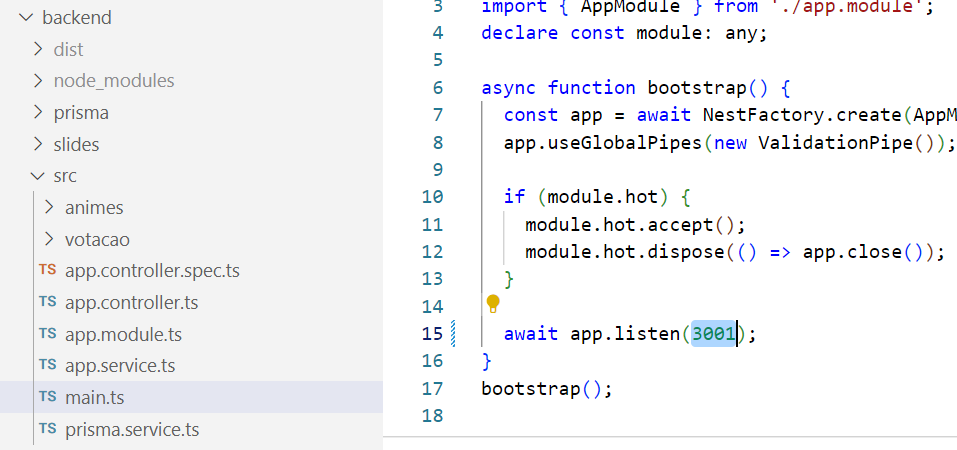 backend
dist
node_modules
prisma
slides
src
animes
votacao
TS app.controller.spec.ts
TS app.controller.ts
TS app.module.ts
TS app.service.ts
TS main.ts
TS prisma.service.ts
3 import { AppModule } from './app.module';
4 declare const module: any;
5
6 async function bootstrap() {
7 const app = await NestFactory.create(AppM
8 app.useGlobalPipes(new ValidationPipe());
9
10 if (module.hot) {
11 module.hot.accept();
12 module.hot.dispose(() => app.close());
13 }
14
15 await app.listen(3001);
16 }
17 bootstrap();
18